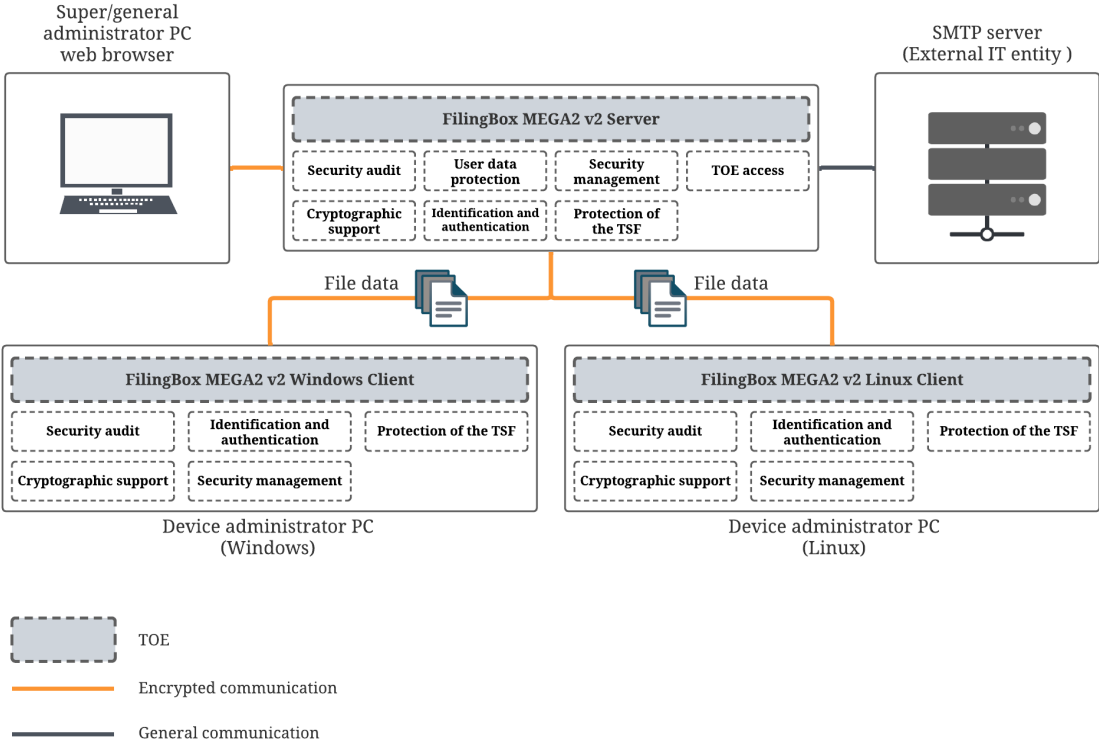 Super/general
administrator PC
web browser
SMTP server
(External IT entity )
FilingBox MEGA2 v2 Server
Security audit
User data
protection
Security
management
TOE access
Cryptographic
support
Identification and
authentication
Protection of
the TSF
File data
File data
FilingBox MEGA2 v2 Windows Client
Security audit
Identification and
authentication
Protection of the TSF
Cryptographic support
Security management
Device administrator PC
(Windows)
FilingBox MEGA2 v2 Linux Client
Security audit
Identification and
authentication
Protection of the TSF
Cryptographic support
Security management
Device administrator PC
(Linux)
TOE
Encrypted communication
General communication